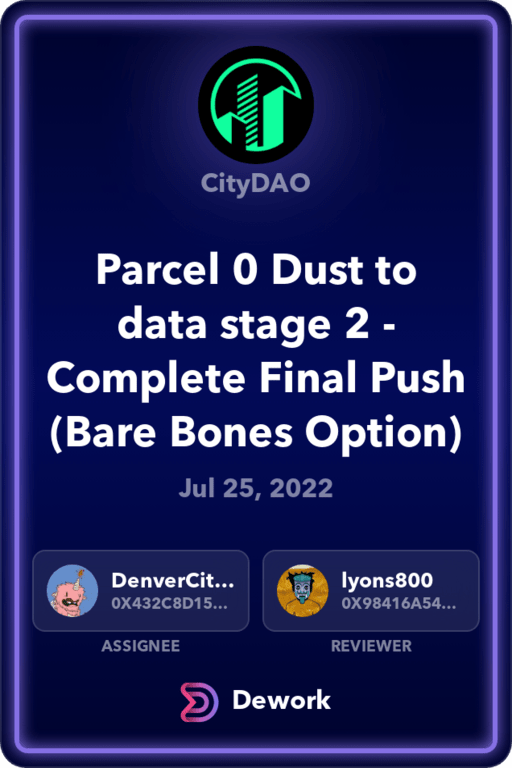 CityDAO
Parcel 0 Dust to
data stage 2 -
Complete Final Push
(Bare Bones Option)
Jul 25, 2022
DenverCit...
0X432C8D15...
ASSIGNEE
lyons800
0X98416A54...
REVIEWER
Dework